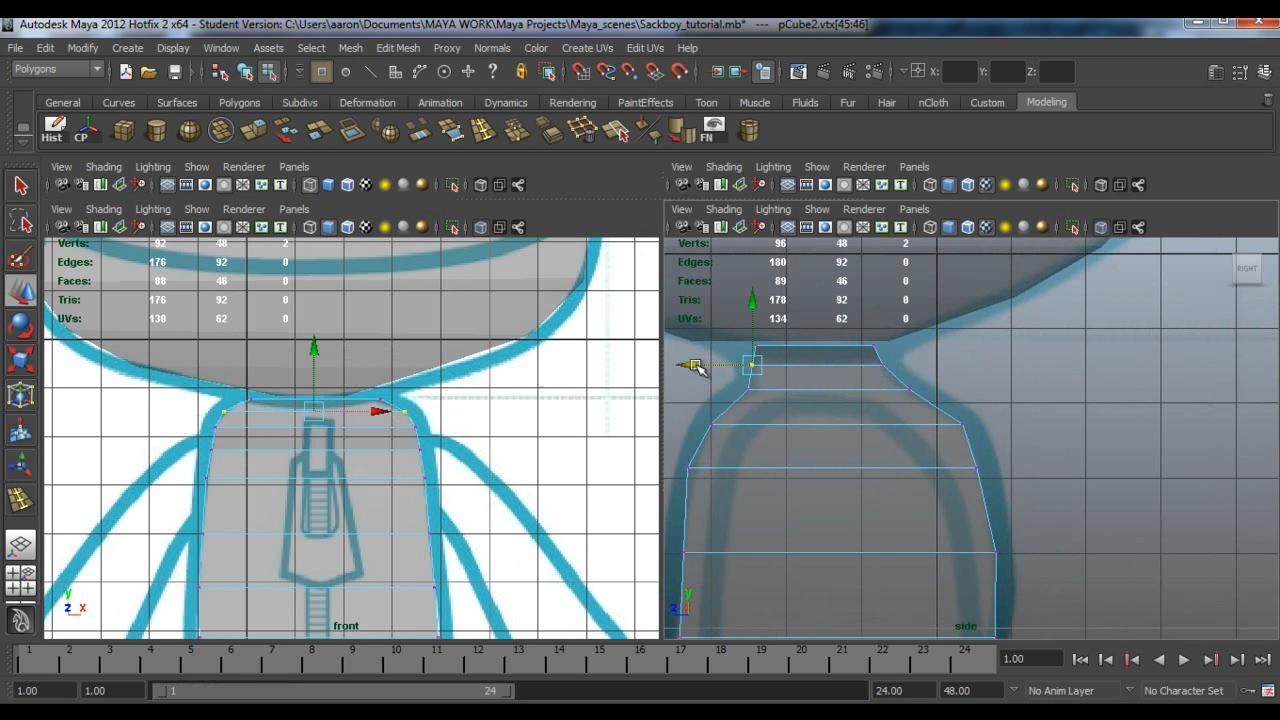 Autodesk Maya 2012 Hotfix 2 x64 - Student Version: C:\Users\aaron\Documents\MAYA WORK\Maya Projects\Maya_scenes\Sackboy_tutorial.mb* --- pCube2.vtx[45:46]
File Edit Modify Create Display Window Assets Select Mesh Edit Mesh Proxy Normals Color Create UVs Edit UVs Help
Polygons X: Y: Z:
General Curves Surfaces Polygons Subdivs Deformation Animation Dynamics Rendering PaintEffects Toon Muscle Fluids Fur Hair nCloth Custom Modeling
Hist CP FN
View Shading Lighting Show Renderer Panels View Shading Lighting Show Renderer Panels
View Shading Lighting Show Renderer Panels View Shading Lighting Show Renderer Panels
Verts: 92 48 2 Verts: 96 48 2
Edges: 176 92 0 Edges: 180 92 0
Faces: 88 46 0 Faces: 89 46 0
Tris: 176 92 0 Tris: 178 92 0
UVs: 130 62 0 UVs: 134 62 0
RIGHT
y y
z x z
front side
1 2 3 4 5 6 7 8 9 10 11 12 13 14 15 16 17 18 19 20 21 22 23 24 1.00
1.00 1.00 1 24 24.00 48.00 No Anim Layer No Character Set